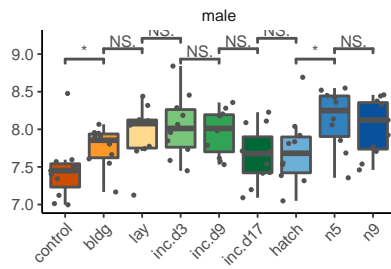 male
NS. NS.
* NS. NS. NS. * NS.
9.0
8.5
8.0
7.5
7.0
control bldg lay inc.d3 inc.d9 inc.d17 hatch n5 n9